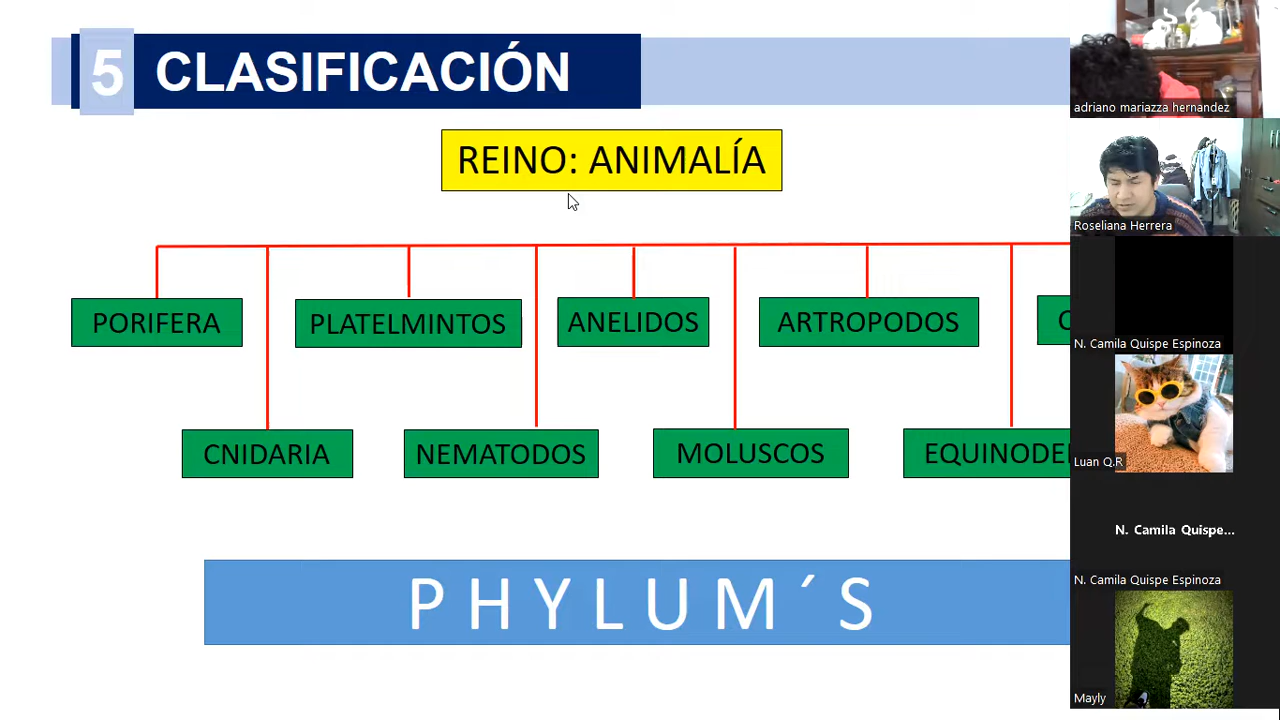 5 CLASIFICACIÓN
REINO: ANIMALÍA
PORIFERA
PLATELMINTOS
ANELIDOS
ARTROPODOS
CNIDARIA
NEMATODOS
MOLUSCOS
EQUINODE
PHYLUM´S
adriano mariazza hernandez
Roseliana Herrera
N. Camila Quispe Espinoza
Luan Q.R
N. Camila Quispe...
N. Camila Quispe Espinoza
Mayly